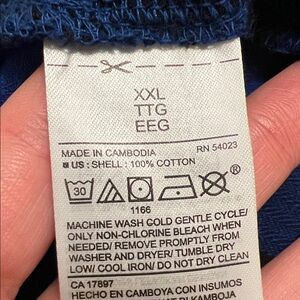 XXL
TTG
EEG
MADE IN CAMBODIA RN 54023
US : SHELL : 100% COTTON
30 ®
1166
MACHINE WASH COLD GENTLE CYCLE/
ONLY NON-CHLORINE BLEACH WHEN
NEEDED/ REMOVE PROMPTLY FROM
WASHER AND DRYER/ TUMBLE DRY
LOW/ COOL IRON/ DO NOT DRY CLEAN
CA 17897
HECHO EN CAMBOYA CON INSUMOS